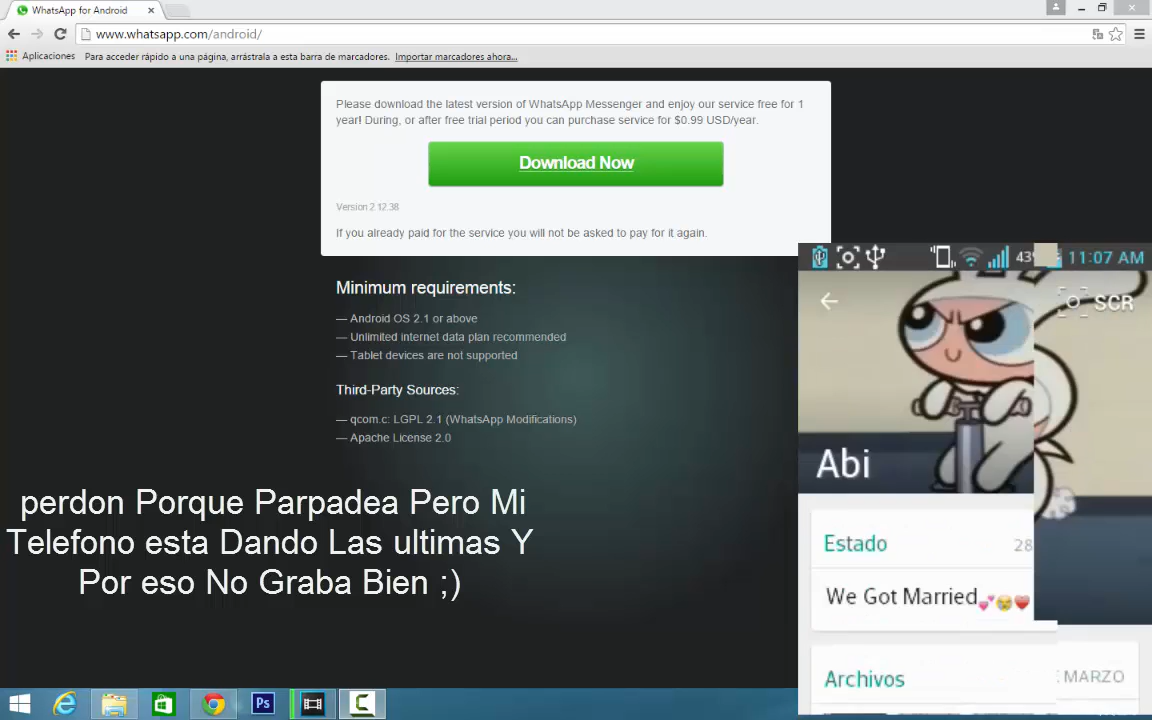 WhatsApp for Android
www.whatsapp.com/android/
Aplicaciones
Para acceder rápido a una página, arrástrala a esta barra de marcadores.
Importar marcadores ahora...
Please download the latest version of WhatsApp Messenger and enjoy our service free for 1
year! During, or after free trial period you can purchase service for $0.99 USD/year.
Download Now
Version 2.12.38
If you already paid for the service you will not be asked to pay for it again.
Minimum requirements:
— Android OS 2.1 or above
— Unlimited internet data plan recommended
— Tablet devices are not supported
Third-Party Sources:
— qcom.c: LGPL 2.1 (WhatsApp Modifications)
— Apache License 2.0
perdon Porque Parpadea Pero Mi
Telefono esta Dando Las ultimas Y
Por eso No Graba Bien ;)
11:07 AM
SCR
Abi
Estado
28
We Got Married💕😭❤️
Archivos
MARZO
Ps